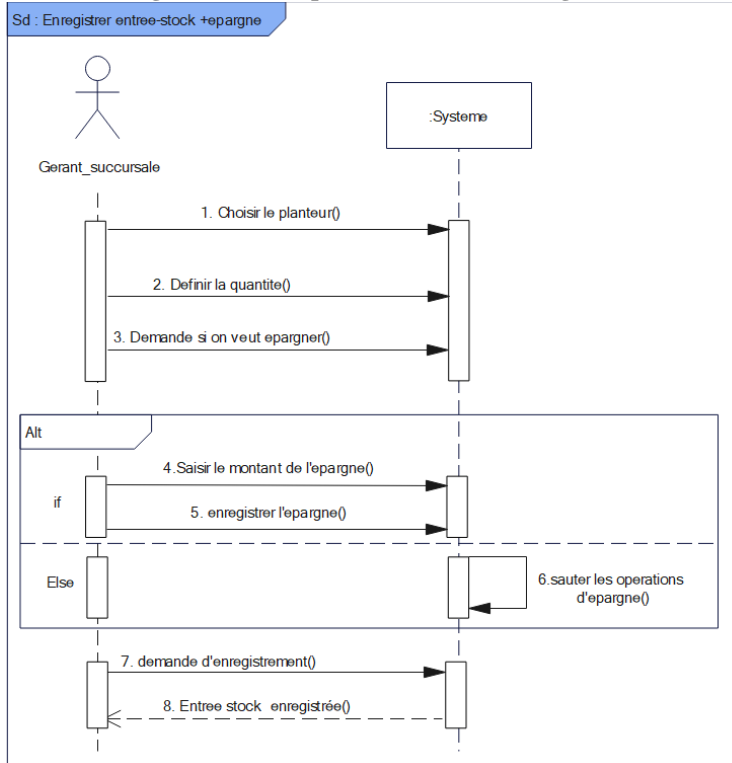 Sd : Enregistrer entree-stock +epargne
:Systeme
Gerant_succursale
1. Choisir le planteur()
2. Definir la quantite()
3. Demande si on veut epargner()
Alt
4.Saisir le montant de l'epargne()
if
5. enregistrer l'epargne()
Else
6.sauter les operations
d'epargne()
7. demande d'enregistrement()
8. Entree stock enregistrée()